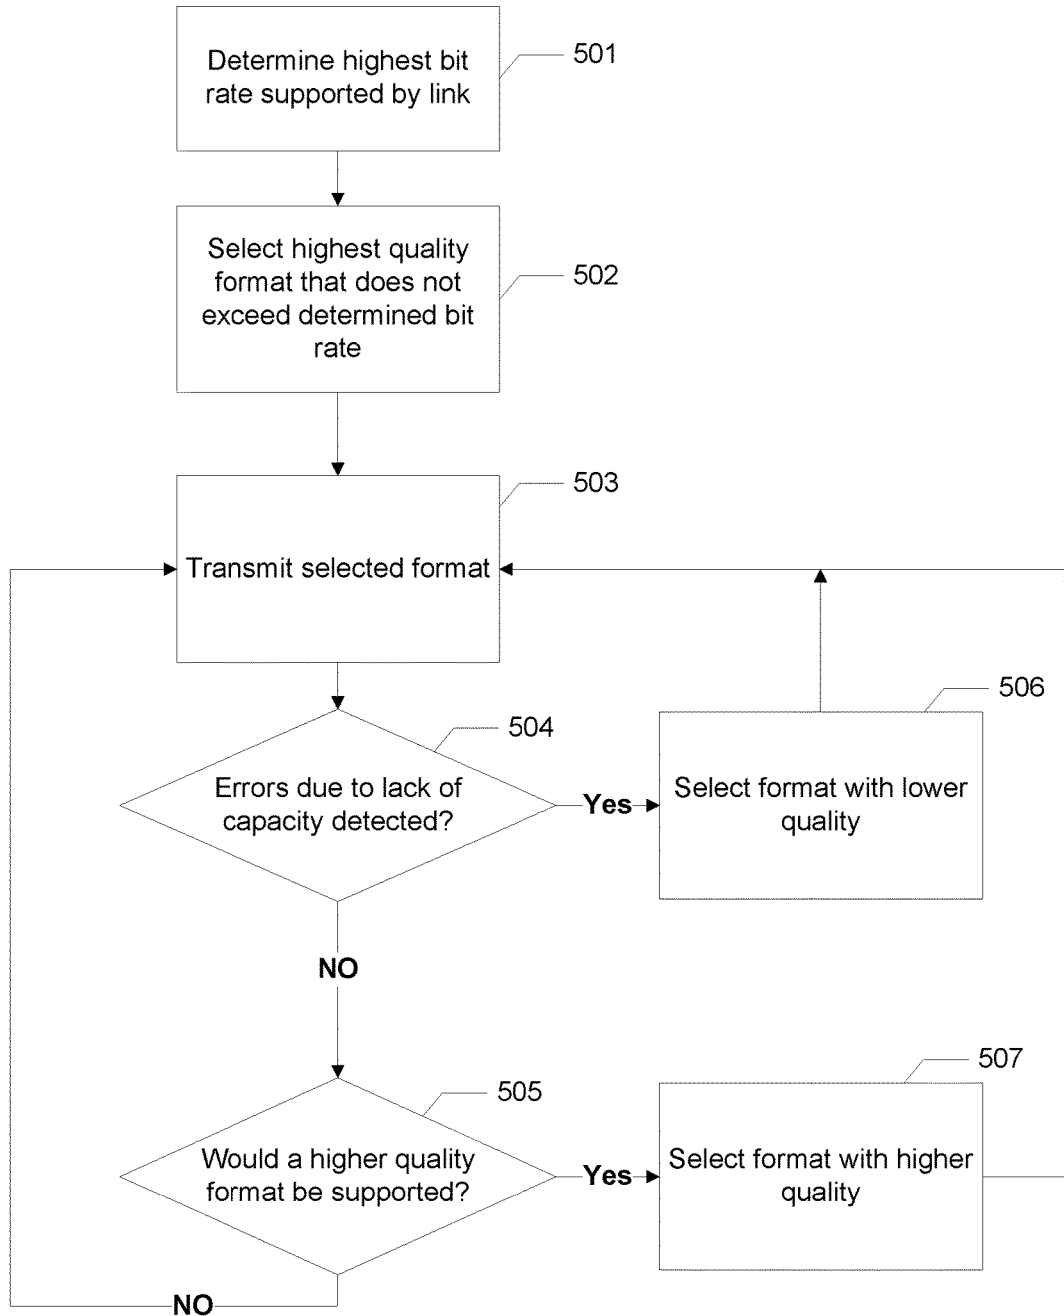 Determine highest bit
rate supported by link
501
Select highest quality
format that does not
exceed determined bit
rate
502
503
Transmit selected format
504
Errors due to lack of
capacity detected?
Yes
506
Select format with lower
quality
NO
505
Would a higher quality
format be supported?
Yes
507
Select format with higher
quality
NO